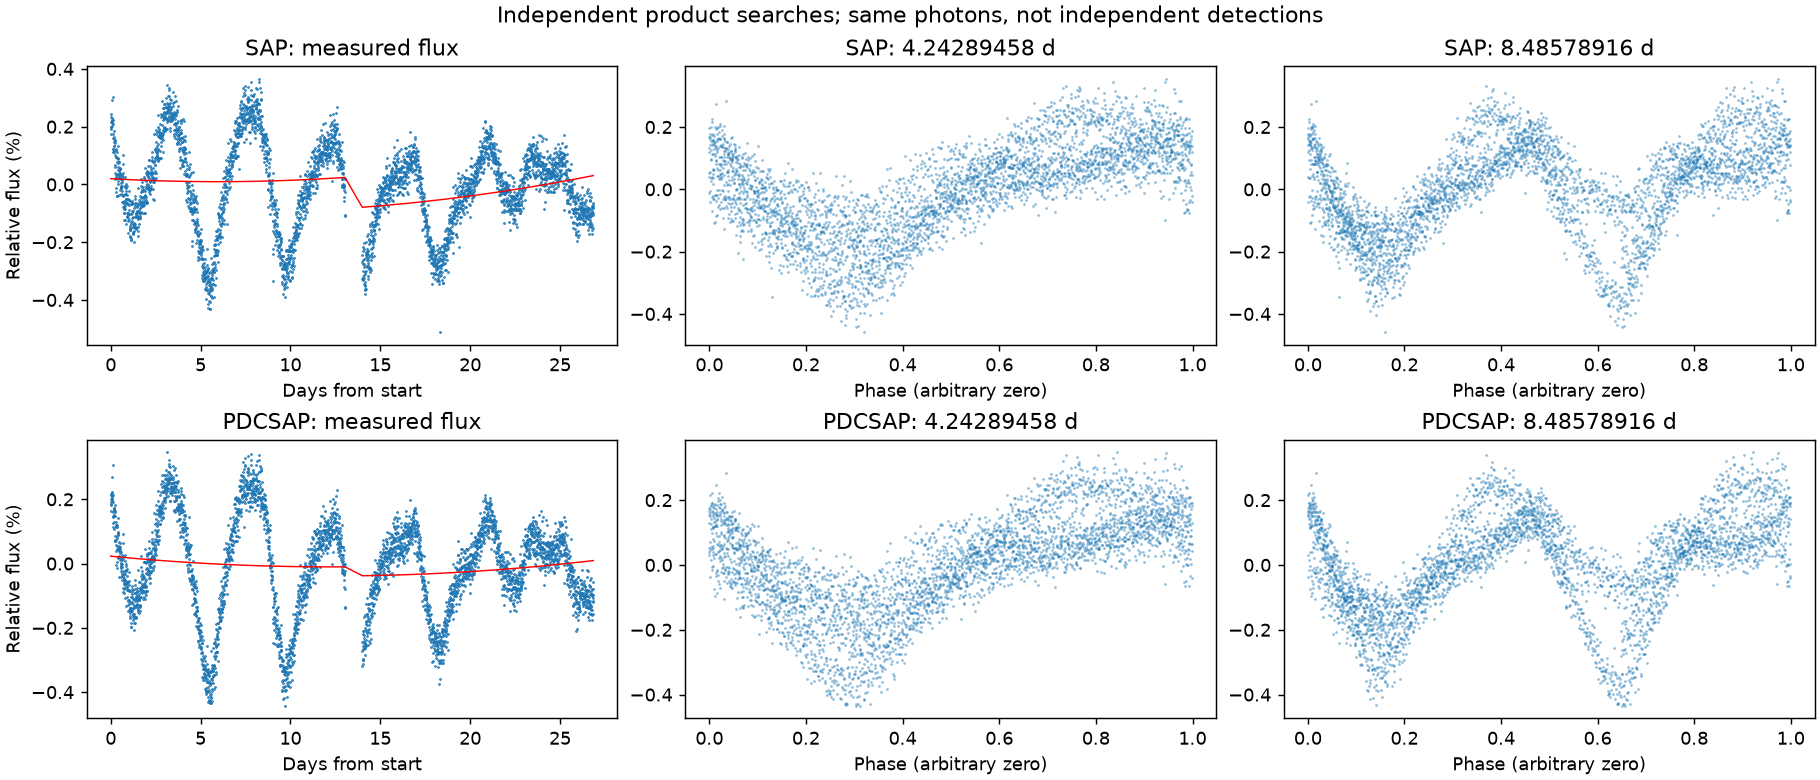 Independent product searches; same photons, not independent detections
SAP: measured flux
SAP: 4.24289458 d
SAP: 8.48578916 d
Relative flux (%)
0.4
0.2
0.0
−0.2
−0.4
0 5 10 15 20 25
Days from start
0.2
0.0
−0.2
−0.4
0.0 0.2 0.4 0.6 0.8 1.0
Phase (arbitrary zero)
0.2
0.0
−0.2
−0.4
0.0 0.2 0.4 0.6 0.8 1.0
Phase (arbitrary zero)
PDCSAP: measured flux
PDCSAP: 4.24289458 d
PDCSAP: 8.48578916 d
Relative flux (%)
0.2
0.0
−0.2
−0.4
0 5 10 15 20 25
Days from start
0.2
0.0
−0.2
−0.4
0.0 0.2 0.4 0.6 0.8 1.0
Phase (arbitrary zero)
0.2
0.0
−0.2
−0.4
0.0 0.2 0.4 0.6 0.8 1.0
Phase (arbitrary zero)